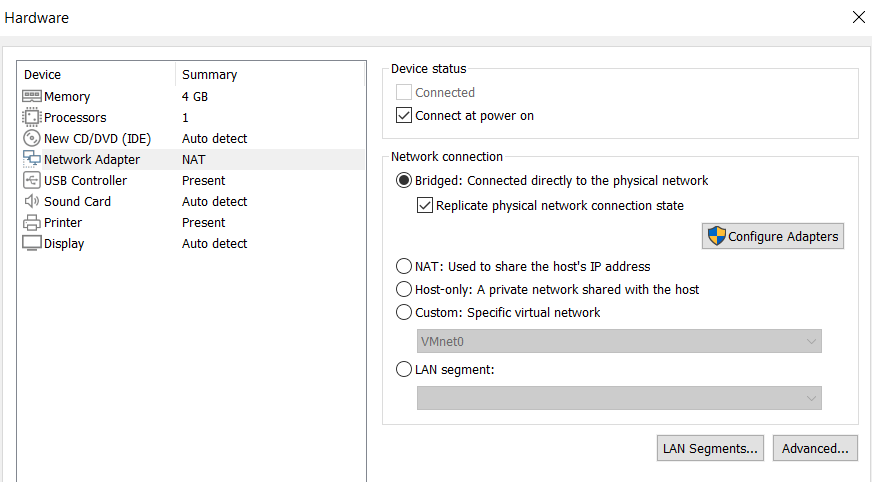 Hardware
Device Summary
Memory 4 GB
Processors 1
New CD/DVD (IDE) Auto detect
Network Adapter NAT
USB Controller Present
Sound Card Auto detect
Printer Present
Display Auto detect
Device status
Connected
Connect at power on
Network connection
Bridged: Connected directly to the physical network
Replicate physical network connection state
Configure Adapters
NAT: Used to share the host's IP address
Host-only: A private network shared with the host
Custom: Specific virtual network
VMnet0
LAN segment:
LAN Segments... Advanced...